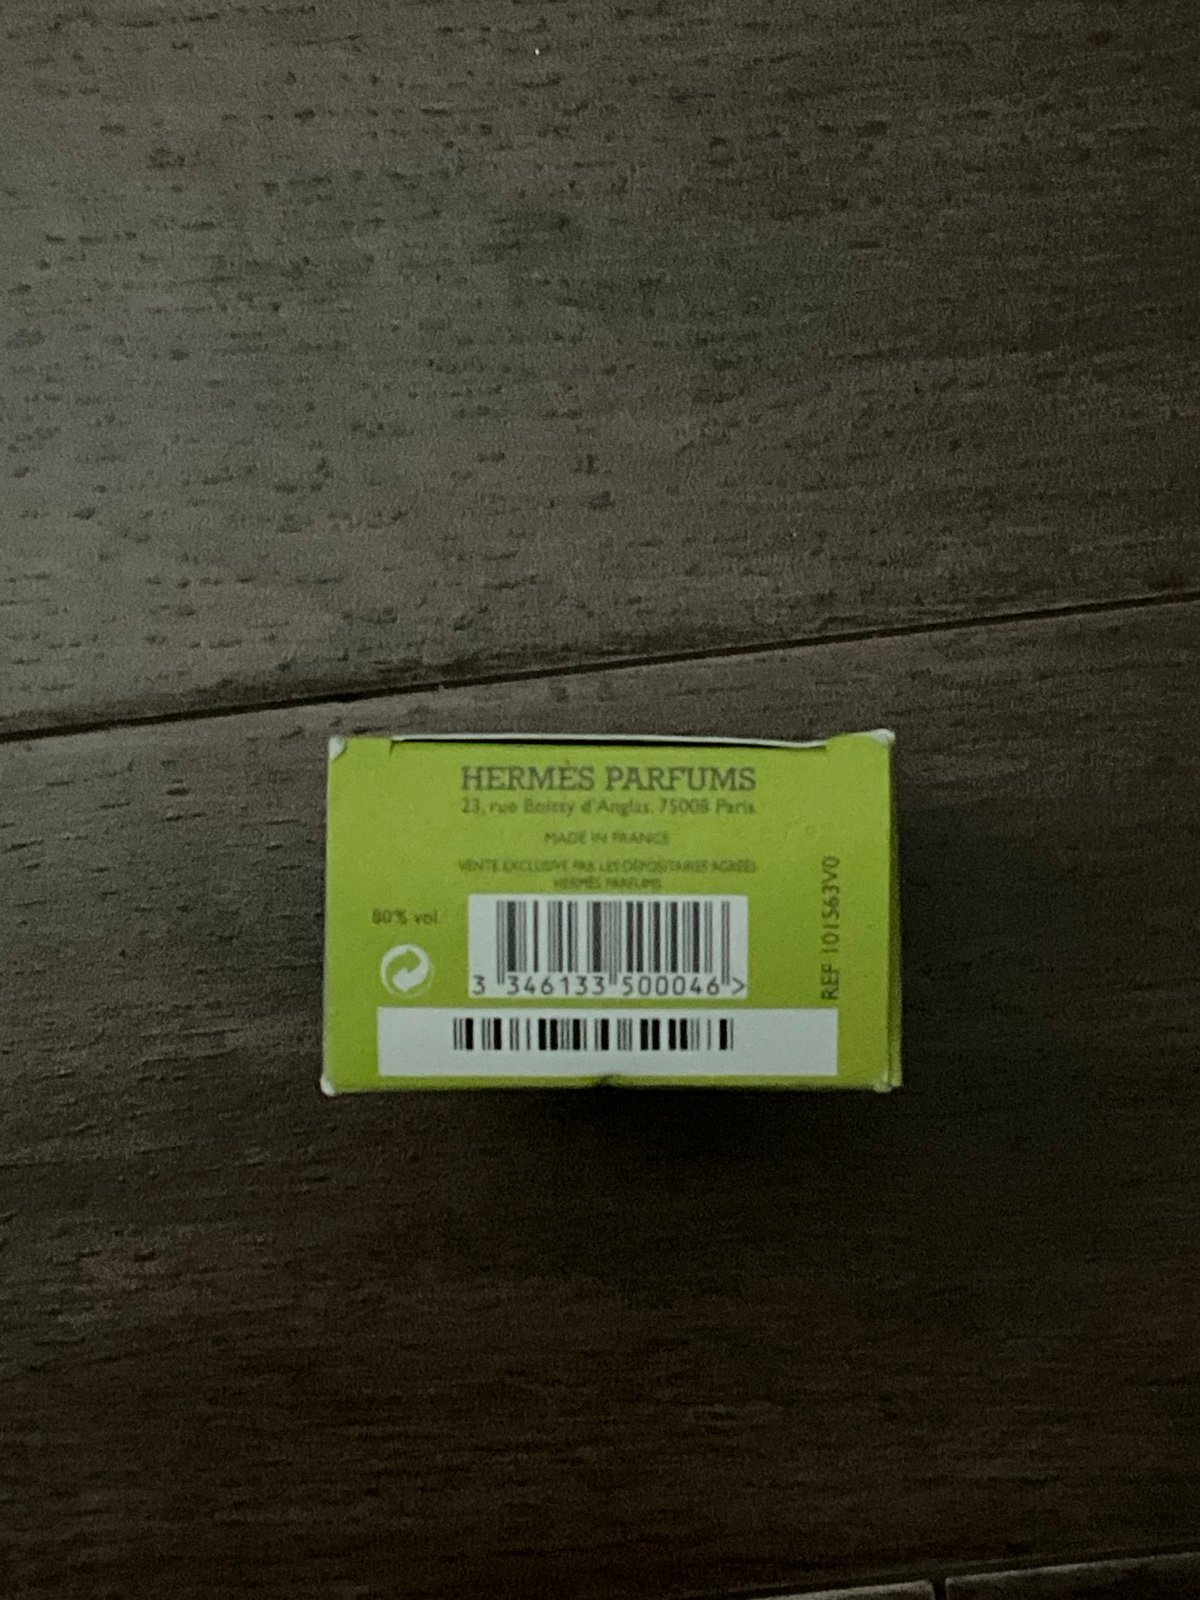 HERMÈS PARFUMS
23, rue Boissy d'Anglas. 75008 Paris
MADE IN FRANCE
VENTE EXCLUSIVE PAR LES DÉPOSITAIRES AGRÉÉS
HERMÈS PARFUMS
80% vol.
3 346133 500046 >
REF 101563V0